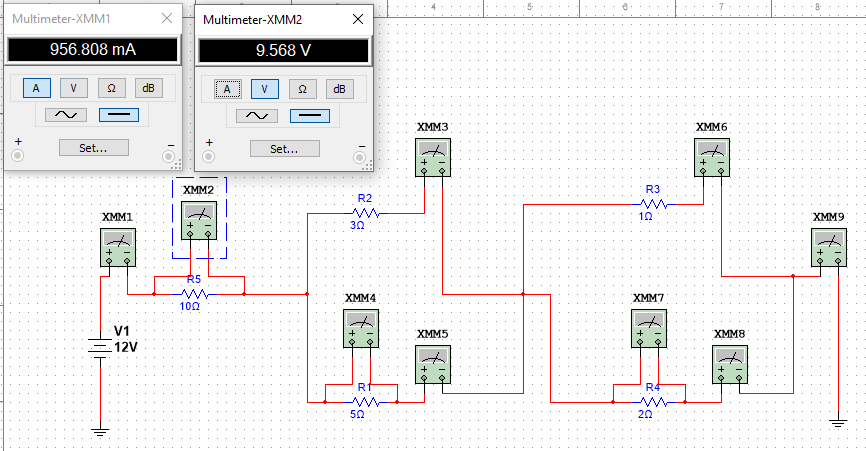 4 5 6 7 8
Multimeter-XMM1
956.808 mA
A V Ω dB
+ Set... −
Multimeter-XMM2
9.568 V
A V Ω dB
+ Set... −
XMM3
XMM6
XMM2
R2
3Ω
R3
1Ω
XMM1
XMM9
R5
10Ω
XMM4
XMM7
V1
12V
XMM5
XMM8
R1
5Ω
R4
2Ω